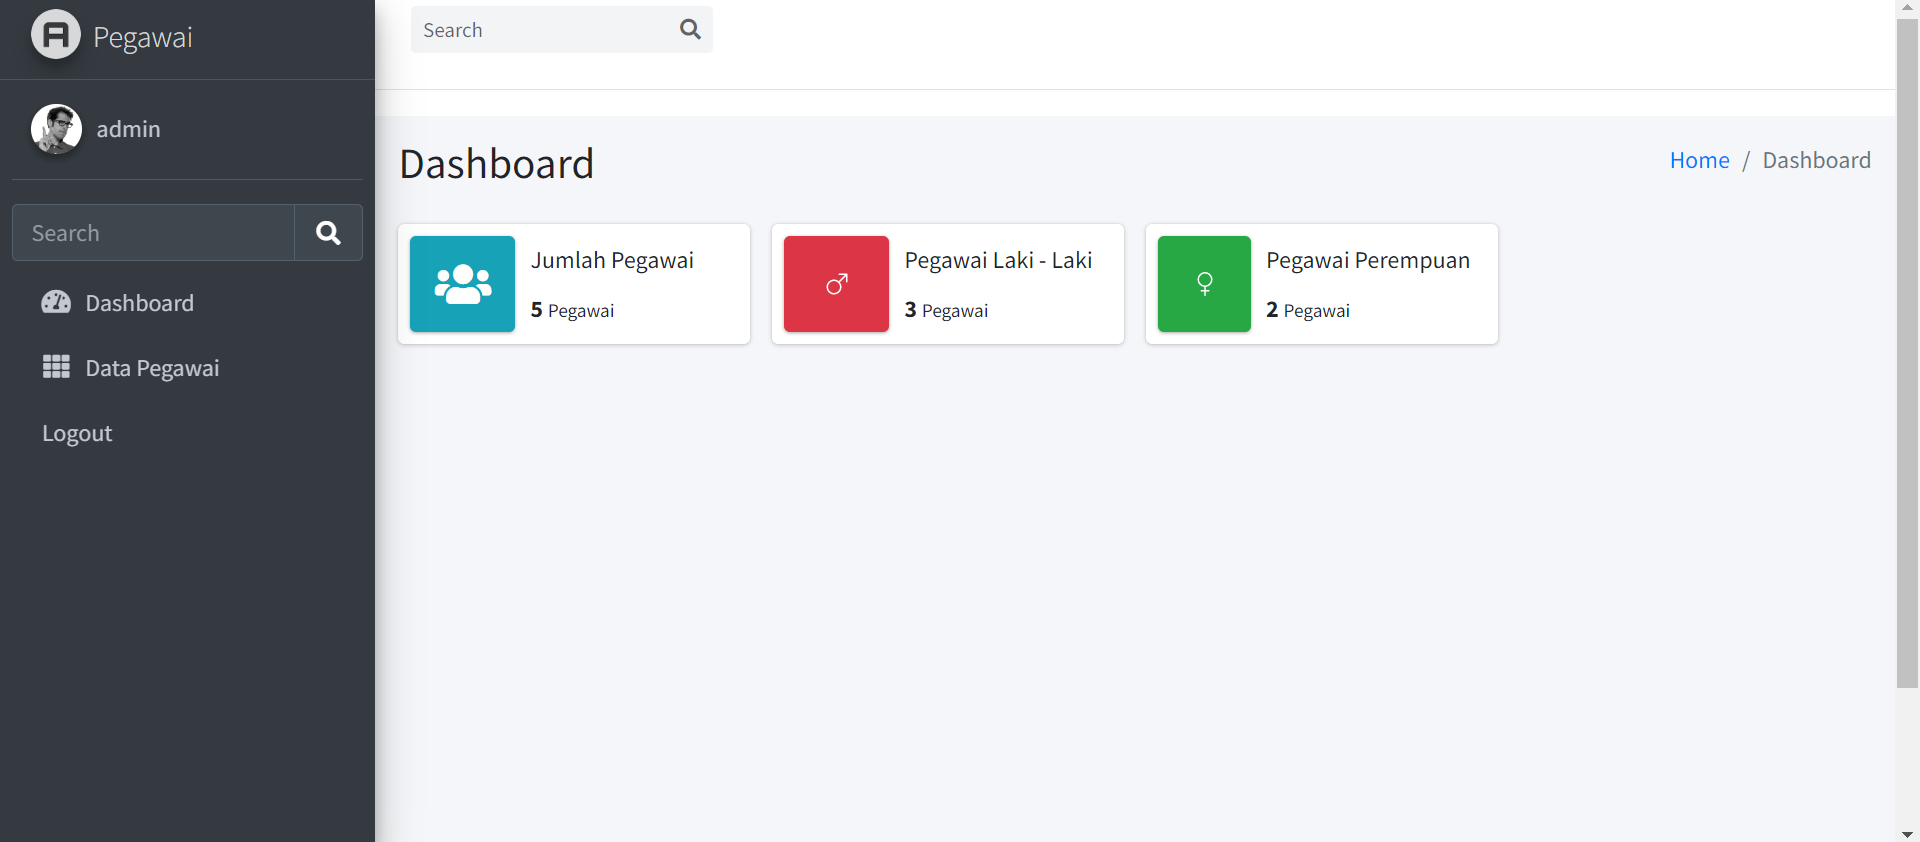 Pegawai
admin
Search
Dashboard
Data Pegawai
Logout
Search
Dashboard
Home / Dashboard
Jumlah Pegawai
5 Pegawai
Pegawai Laki - Laki
3 Pegawai
Pegawai Perempuan
2 Pegawai